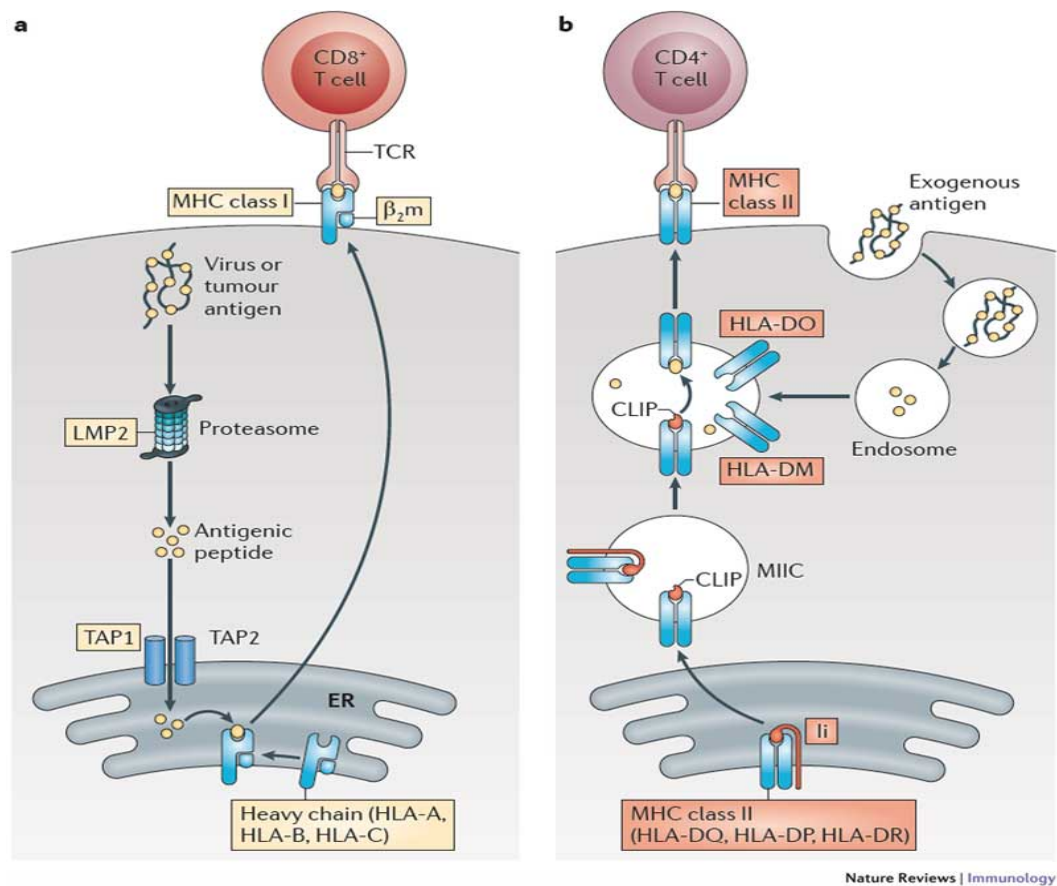 a
CD8⁺
T cell
TCR
MHC class I
β₂m
Virus or
tumour
antigen
LMP2
Proteasome
Antigenic
peptide
TAP1
TAP2
ER
Heavy chain (HLA-A,
HLA-B, HLA-C)
b
CD4⁺
T cell
MHC
class II
Exogenous
antigen
HLA-DO
CLIP
HLA-DM
Endosome
CLIP
MIIC
Ii
MHC class II
(HLA-DQ, HLA-DP, HLA-DR)
Nature Reviews | Immunology